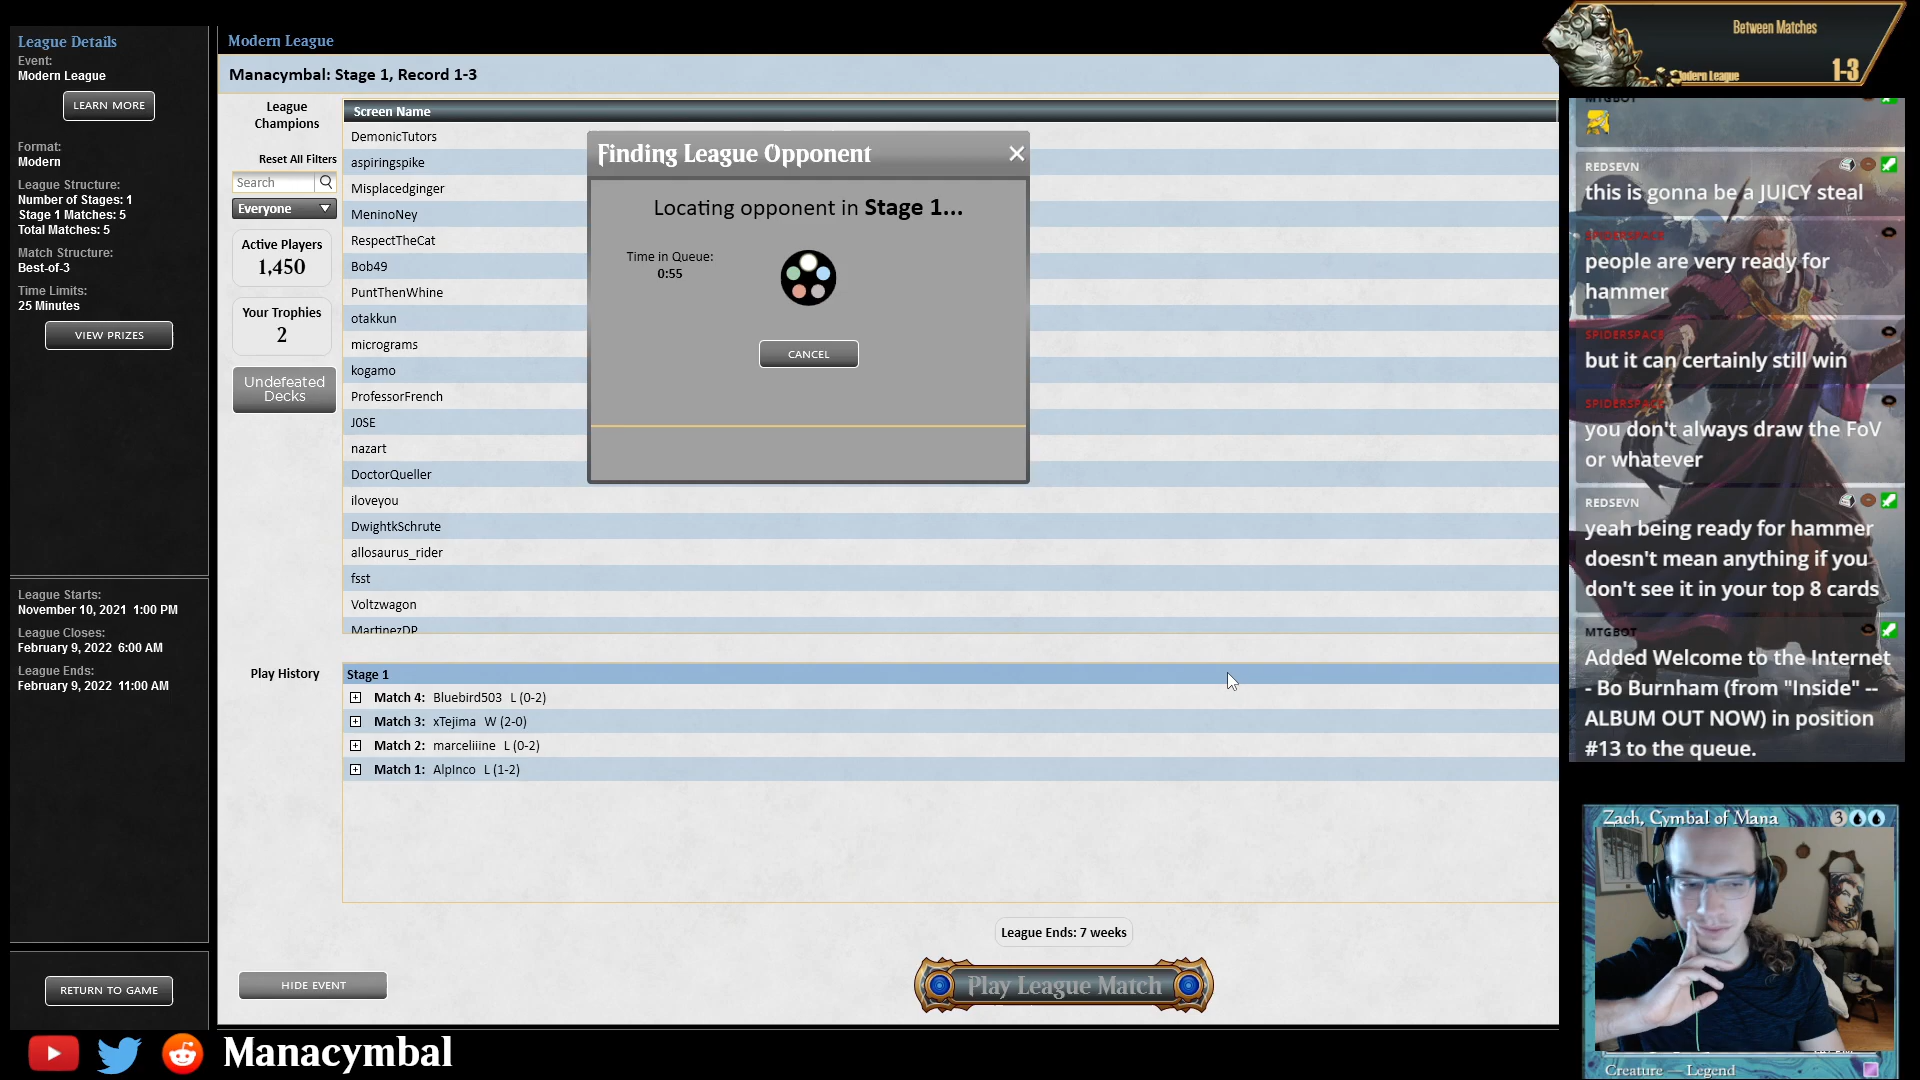 League Details
Event:
Modern League
LEARN MORE
Format:
Modern
League Structure:
Number of Stages: 1
Stage 1 Matches: 5
Total Matches: 5
Match Structure:
Best-of-3
Time Limits:
25 Minutes
VIEW PRIZES
League Starts:
November 10, 2021 1:00 PM
League Closes:
February 9, 2022 6:00 AM
League Ends:
February 9, 2022 11:00 AM
RETURN TO GAME
Modern League
Manacymbal: Stage 1, Record 1-3
League
Champions
Reset All Filters
Search
Everyone
Active Players
1,450
Your Trophies
2
Undefeated
Decks
Screen Name
DemonicTutors
aspiringspike
Misplacedginger
MeninoNey
RespectTheCat
Bob49
PuntThenWhine
otakkun
micrograms
kogamo
ProfessorFrench
J0SE
nazart
DoctorQueller
iloveyou
DwightkSchrute
allosaurus_rider
fsst
Voltzwagon
MartinezDP
Finding League Opponent
Locating opponent in Stage 1...
Time in Queue:
0:55
CANCEL
Play History
Stage 1
Match 4: Bluebird503 L (0-2)
Match 3: xTejima W (2-0)
Match 2: marceliiine L (0-2)
Match 1: AlpInco L (1-2)
League Ends: 7 weeks
HIDE EVENT
Play League Match
Manacymbal
Between Matches
Modern League
1-3
MTGBOT
REDSEVN
this is gonna be a JUICY steal
SPIDERSPACE
people are very ready for
hammer
SPIDERSPACE
but it can certainly still win
SPIDERSPACE
you don't always draw the FoV
or whatever
REDSEVN
yeah being ready for hammer
doesn't mean anything if you
don't see it in your top 8 cards
MTGBOT
Added Welcome to the Internet
- Bo Burnham (from "Inside" --
ALBUM OUT NOW) in position
#13 to the queue.
Zach, Cymbal of Mana
3
Creature — Legend